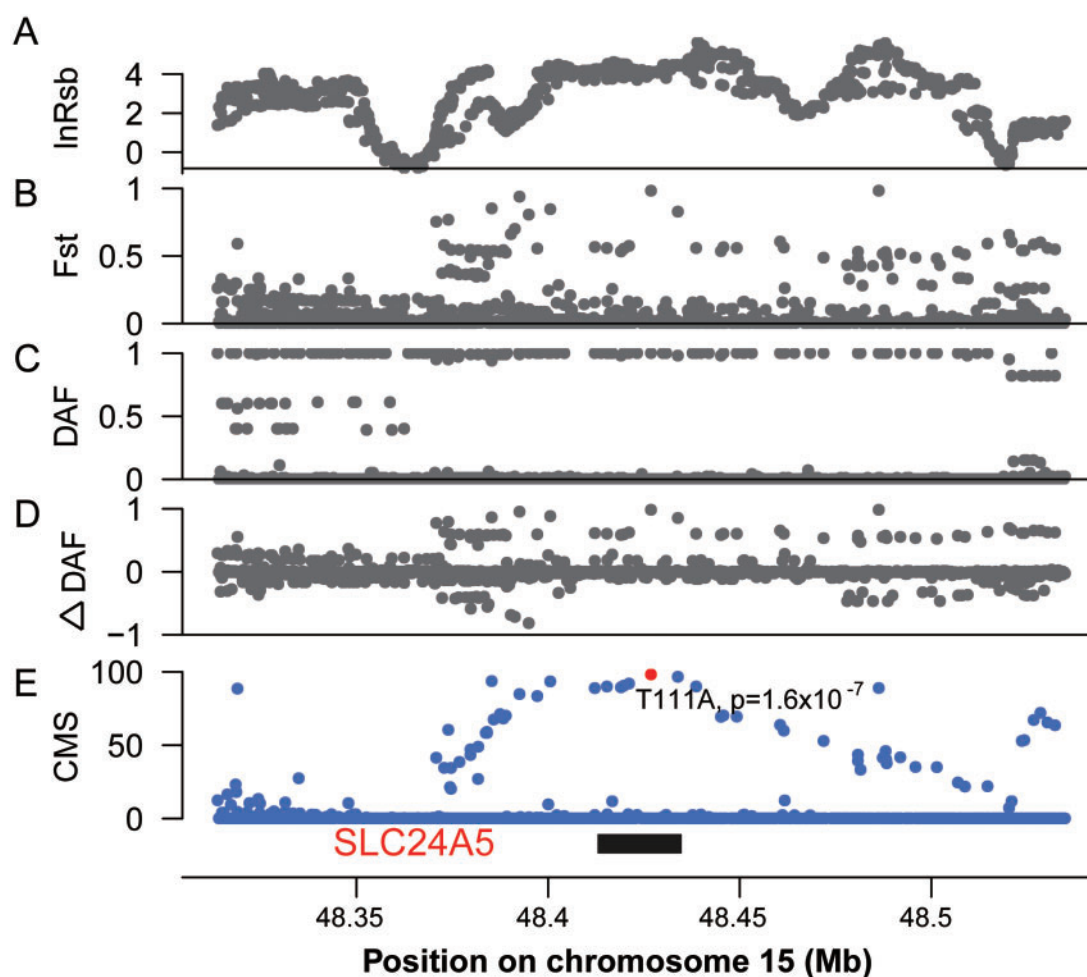 A
lnRsb
4
2
0
B
Fst
1
0.5
0
C
DAF
1
0.5
0
D
△ DAF
1
0
−1
E
CMS
100
50
0
T111A, p=1.6x10 -7
SLC24A5
48.35 48.4 48.45 48.5
Position on chromosome 15 (Mb)